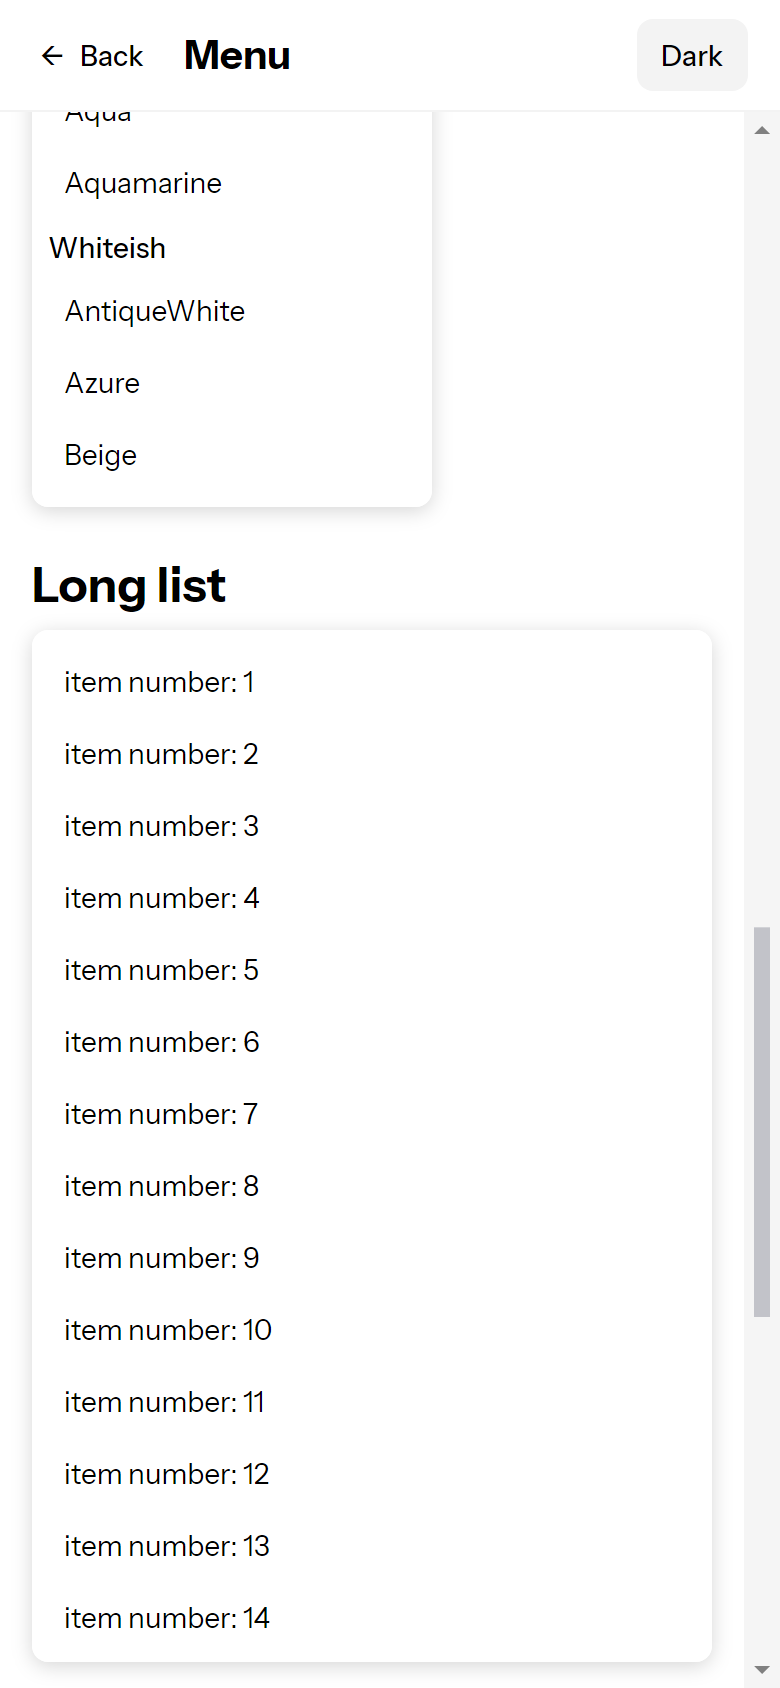 Back Menu Dark
Aqua
Aquamarine
Whiteish
AntiqueWhite
Azure
Beige
Long list
item number: 1
item number: 2
item number: 3
item number: 4
item number: 5
item number: 6
item number: 7
item number: 8
item number: 9
item number: 10
item number: 11
item number: 12
item number: 13
item number: 14